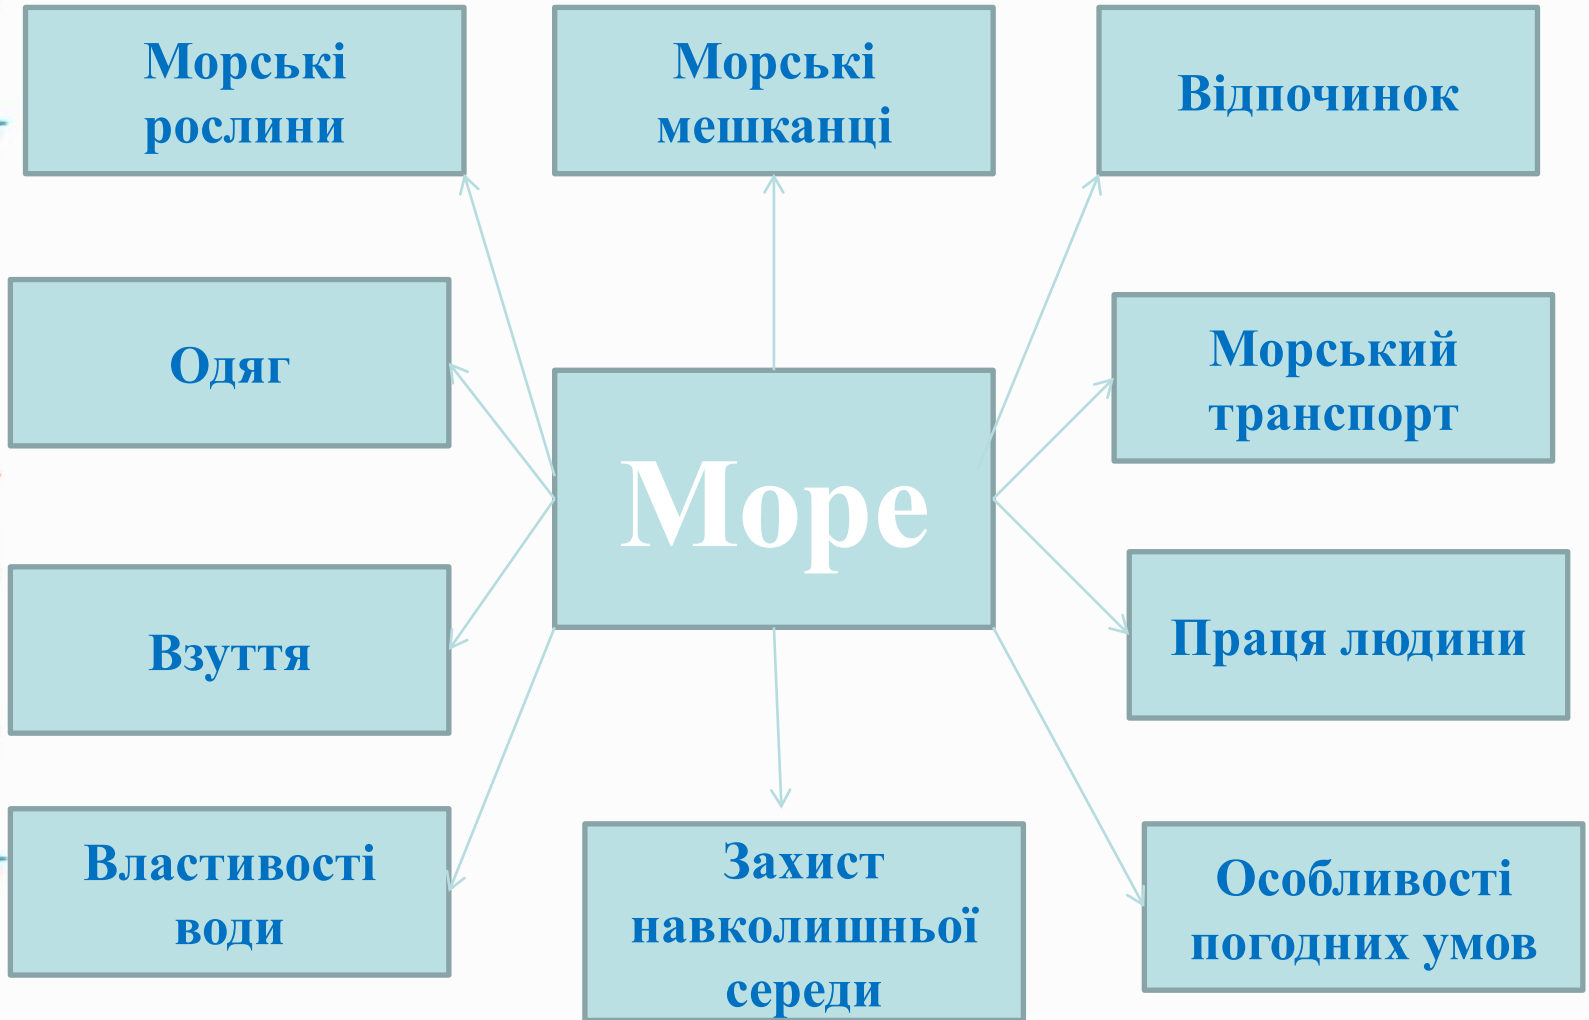 Морські
рослини
Морські
мешканці
Відпочинок
Одяг
Морський
транспорт
Море
Взуття
Праця людини
Властивості
води
Захист
навколишньої
середи
Особливості
погодних умов